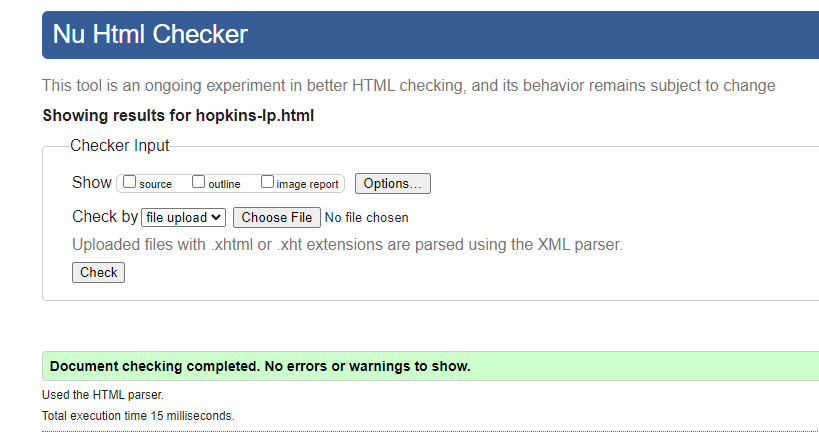 Nu Html Checker
This tool is an ongoing experiment in better HTML checking, and its behavior remains subject to change
Showing results for hopkins-lp.html
Checker Input
Show source outline image report Options...
Check by file upload Choose File No file chosen
Uploaded files with .xhtml or .xht extensions are parsed using the XML parser.
Check
Document checking completed. No errors or warnings to show.
Used the HTML parser.
Total execution time 15 milliseconds.